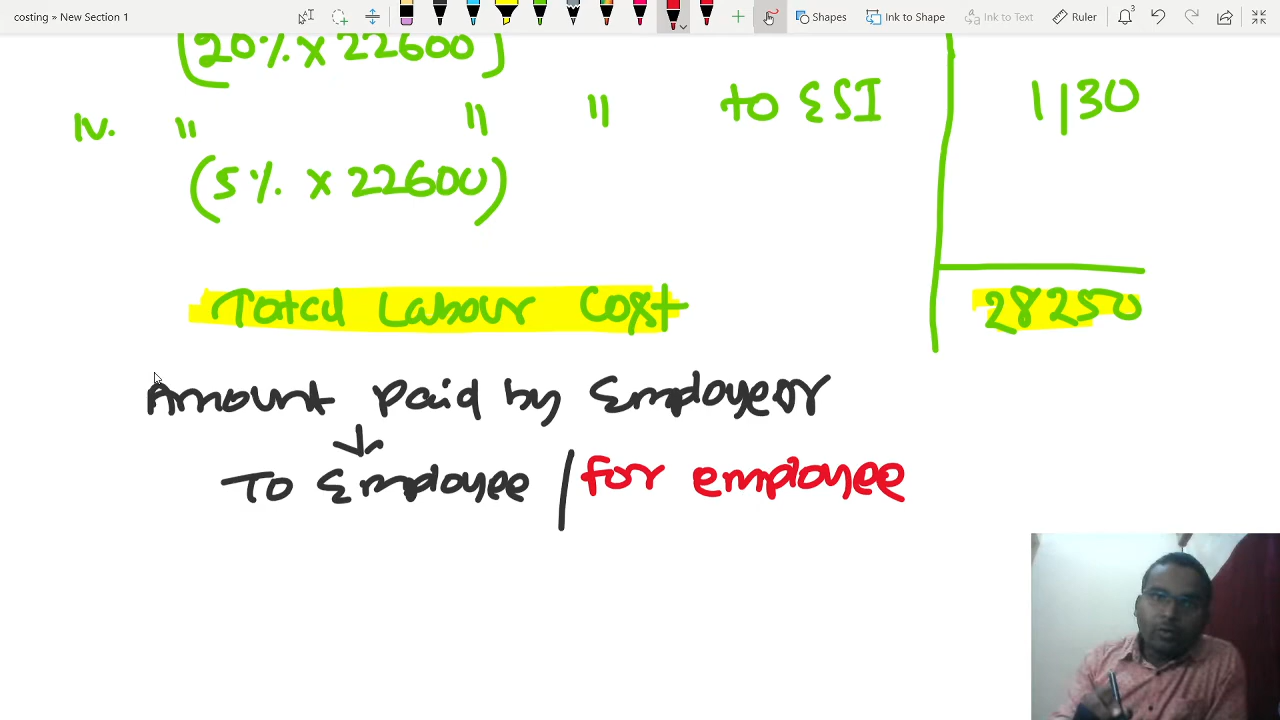 costing » New Section 1
Shapes Ink to Shape Ink to Text Ruler
(20% x 22600)
iv. " " " to ESI 1130
(5% x 22600)
Total Labour Cost 28250
Amount paid by Employer
To Employee / for employee